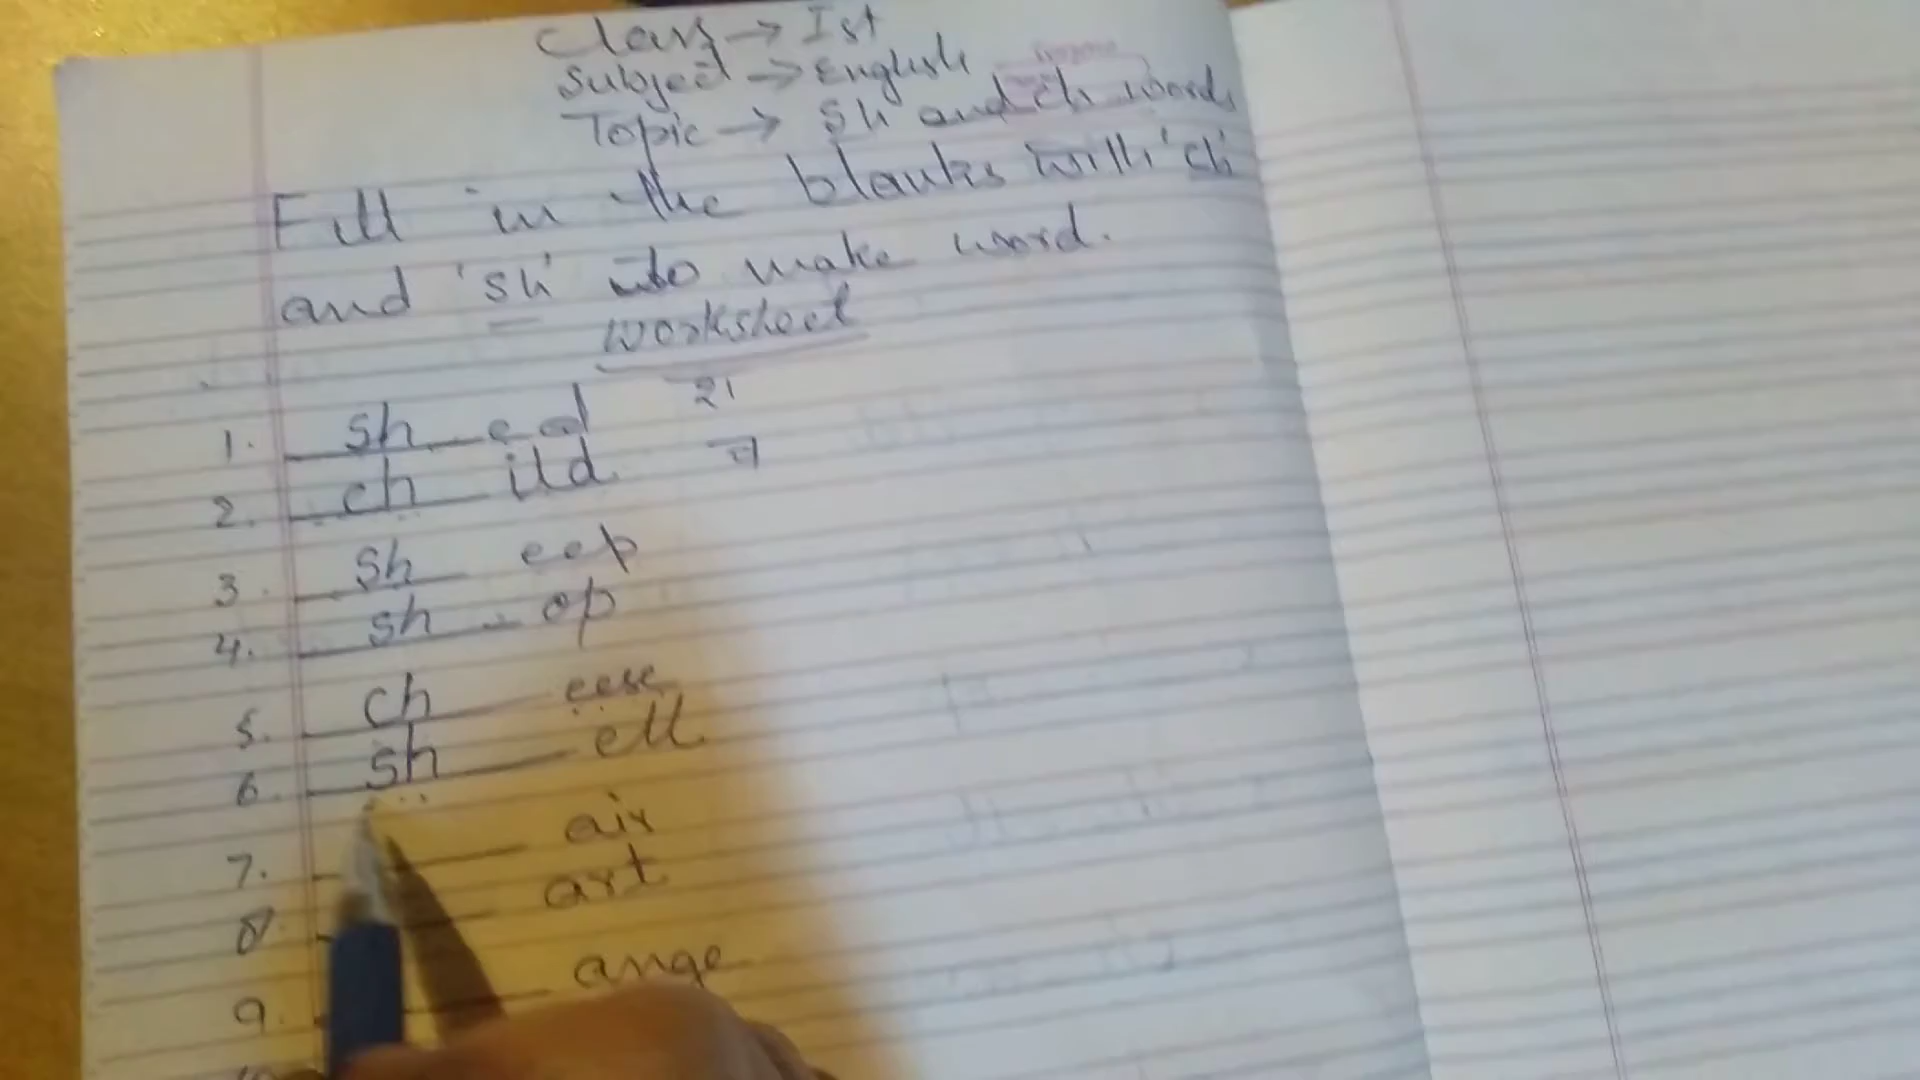 Class → Ist
Subject → English
Topic → Sh and ch words
Fill in the blanks with 'ch'
and 'sh' to make word.
Worksheet
1. sh ed
श
2. ch ild
च
3. sh eep
4. sh op
5. ch eese
6. sh ell
7. air
8. art
9. ange